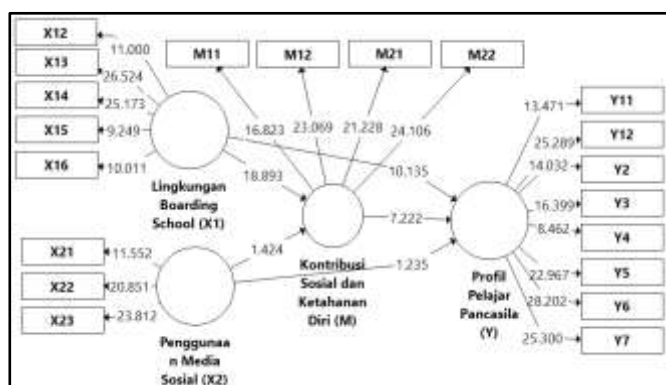 X12
X13
X14
X15
X16
11.000
26.524
25.173
9.249
10.011
Lingkungan
Boarding
School (X1)
M11
M12
M21
M22
16.823
23.069
21.228
24.106
18.893
10.135
1.424
7.222
1.235
Kontribusi
Sosial dan
Ketahanan
Diri (M)
X21
X22
X23
11.552
20.851
23.812
Penggunaa
n Media
Sosial (X2)
13.471
25.289
14.032
16.399
8.462
22.967
28.202
25.300
Profil
Pelajar
Pancasila
(Y)
Y11
Y12
Y2
Y3
Y4
Y5
Y6
Y7